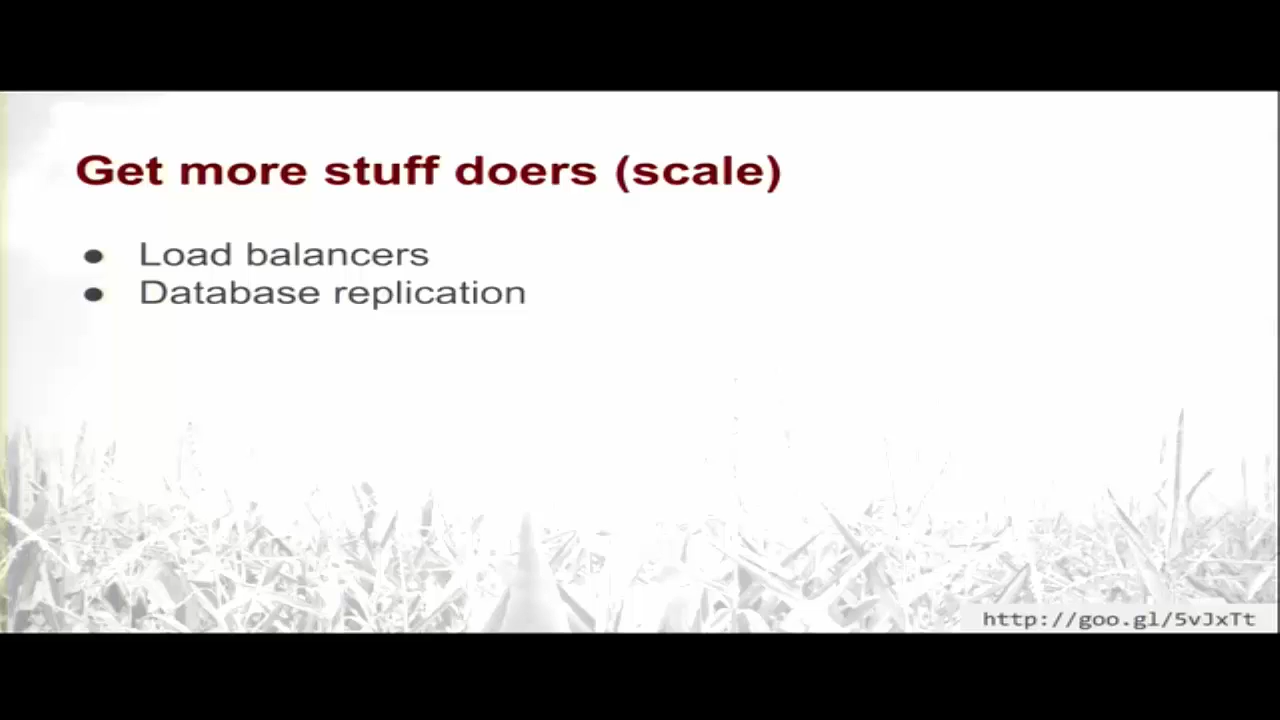 Get more stuff doers (scale)
● Load balancers
● Database replication
http://goo.gl/5vJxTt